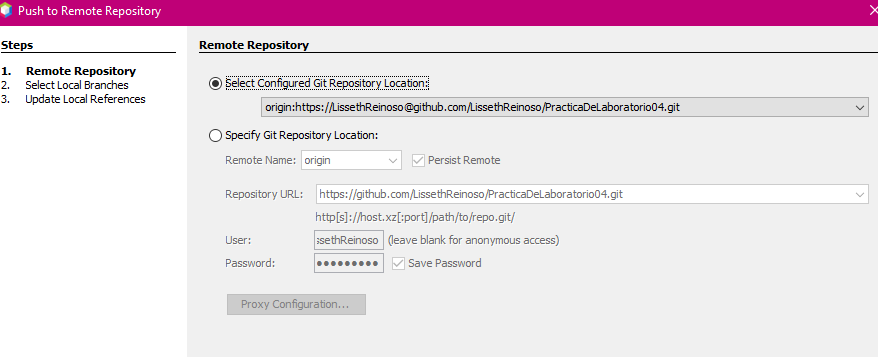 Push to Remote Repository
Steps
1. Remote Repository
2. Select Local Branches
3. Update Local References
Remote Repository
Select Configured Git Repository Location:
origin:https://LissethReinoso@github.com/LissethReinoso/PracticaDeLaboratorio04.git
Specify Git Repository Location:
Remote Name: origin Persist Remote
Repository URL: https://github.com/LissethReinoso/PracticaDeLaboratorio04.git
http[s]://host.xz[:port]/path/to/repo.git/
User: ssethReinoso (leave blank for anonymous access)
Password: ●●●●●●●●● Save Password
Proxy Configuration...